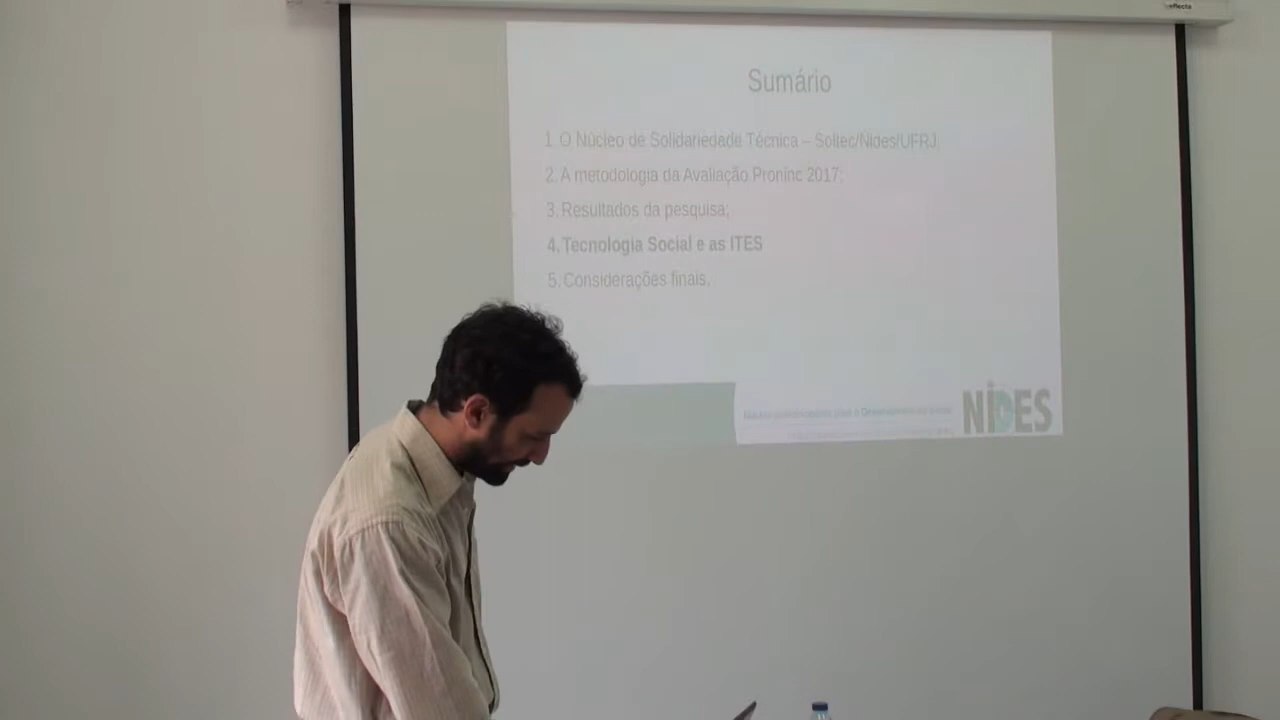 reflecta
Sumário
1. O Núcleo de Solidariedade Técnica – Soltec/Nides/UFRJ;
2. A metodologia da Avaliação Proninc 2017;
3. Resultados da pesquisa;
4. Tecnologia Social e as ITES
5. Considerações finais.
NIDES